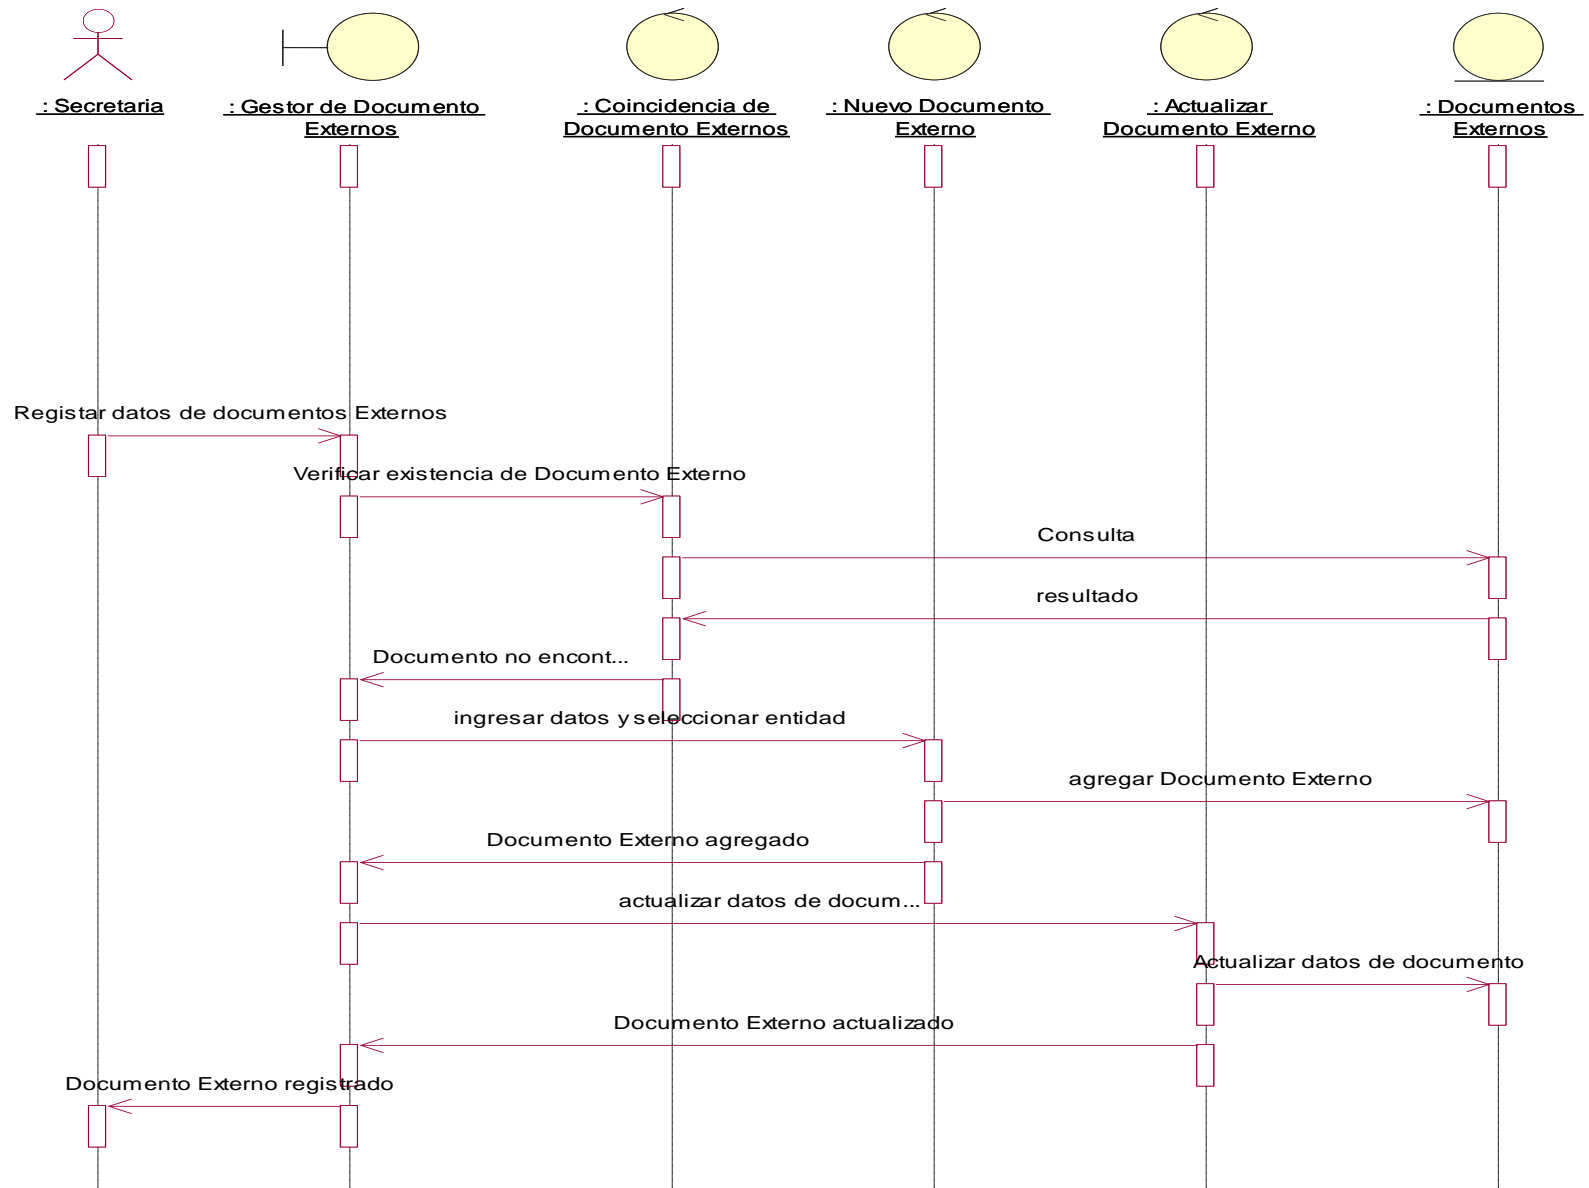 : Secretaria
: Gestor de Documento
Externos
: Coincidencia de
Documento Externos
: Nuevo Documento
Externo
: Actualizar
Documento Externo
: Documentos
Externos
Registar datos de documentos Externos
Verificar existencia de Documento Externo
Consulta
resultado
Documento no encont...
ingresar datos y seleccionar entidad
agregar Documento Externo
Documento Externo agregado
actualizar datos de docum...
Actualizar datos de documento
Documento Externo actualizado
Documento Externo registrado